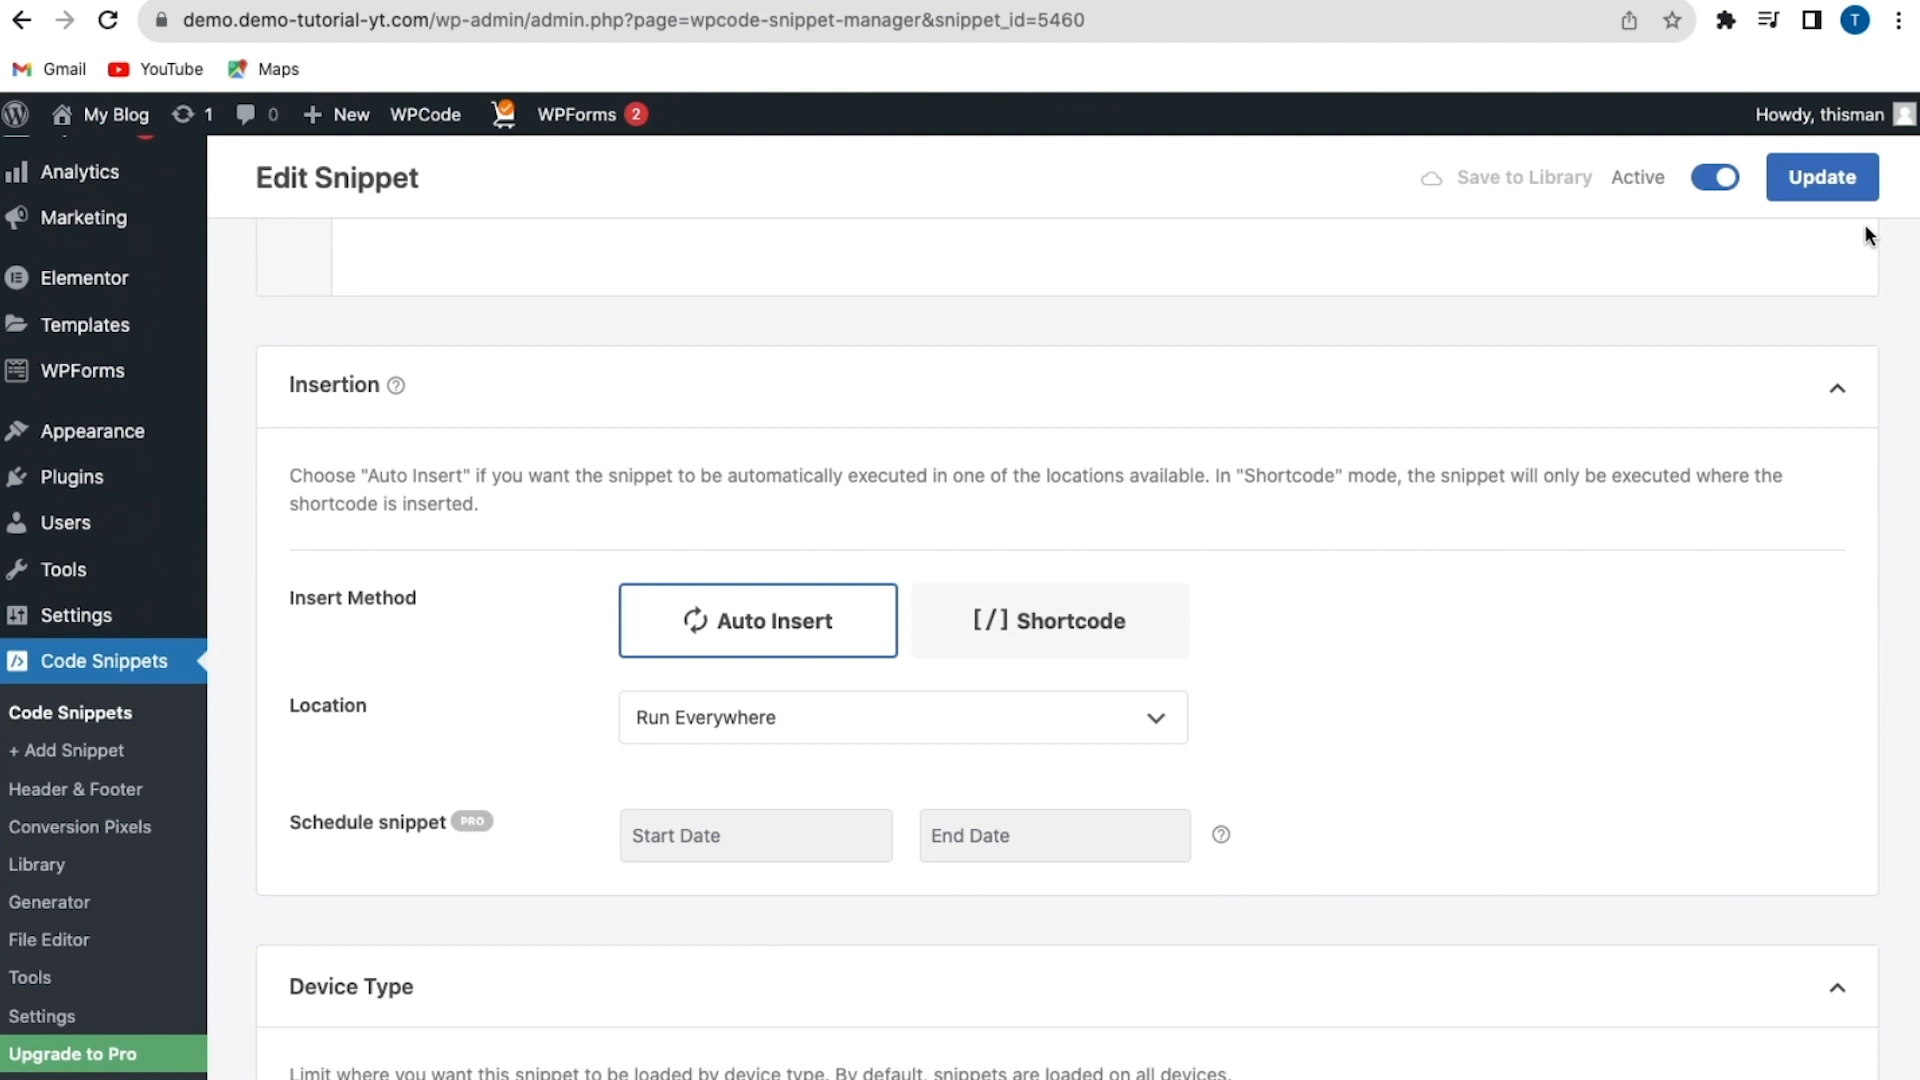 demo.demo-tutorial-yt.com/wp-admin/admin.php?page=wpcode-snippet-manager&snippet_id=5460
T
Gmail
YouTube
Maps
My Blog
1
0
New
WPCode
WPForms
2
Howdy, thisman
Analytics
Marketing
Elementor
Templates
WPForms
Appearance
Plugins
Users
Tools
Settings
Code Snippets
Code Snippets
+ Add Snippet
Header & Footer
Conversion Pixels
Library
Generator
File Editor
Tools
Settings
Upgrade to Pro
Edit Snippet
Save to Library
Active
Update
Insertion
Choose "Auto Insert" if you want the snippet to be automatically executed in one of the locations available. In "Shortcode" mode, the snippet will only be executed where the
shortcode is inserted.
Insert Method
Auto Insert
[/] Shortcode
Location
Run Everywhere
Schedule snippet PRO
Start Date
End Date
Device Type
Limit where you want this snippet to be loaded by device type. By default, snippets are loaded on all devices.